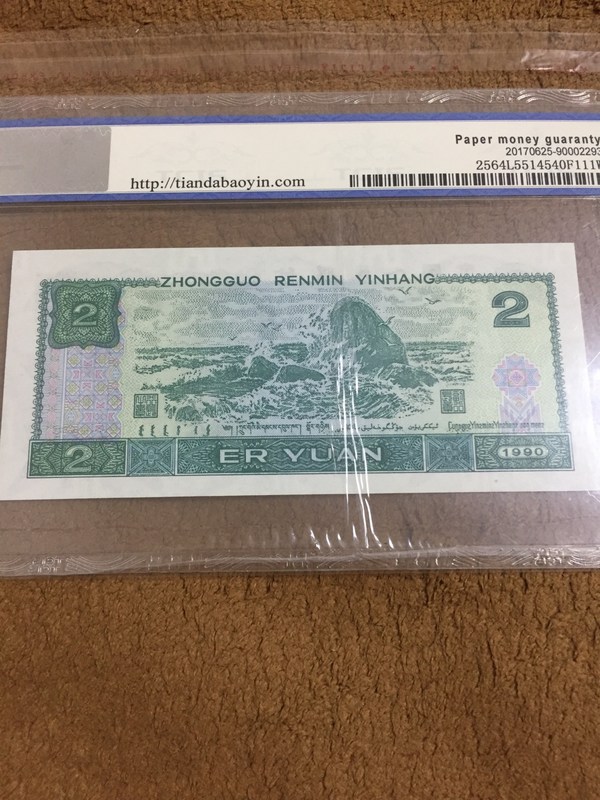 Paper money guaranty
20170625-90002293
2564L5514540F111W
http://tiandabaoyin.com
ZHONGGUO RENMIN YINHANG
2
2
2
ER YUAN
1990